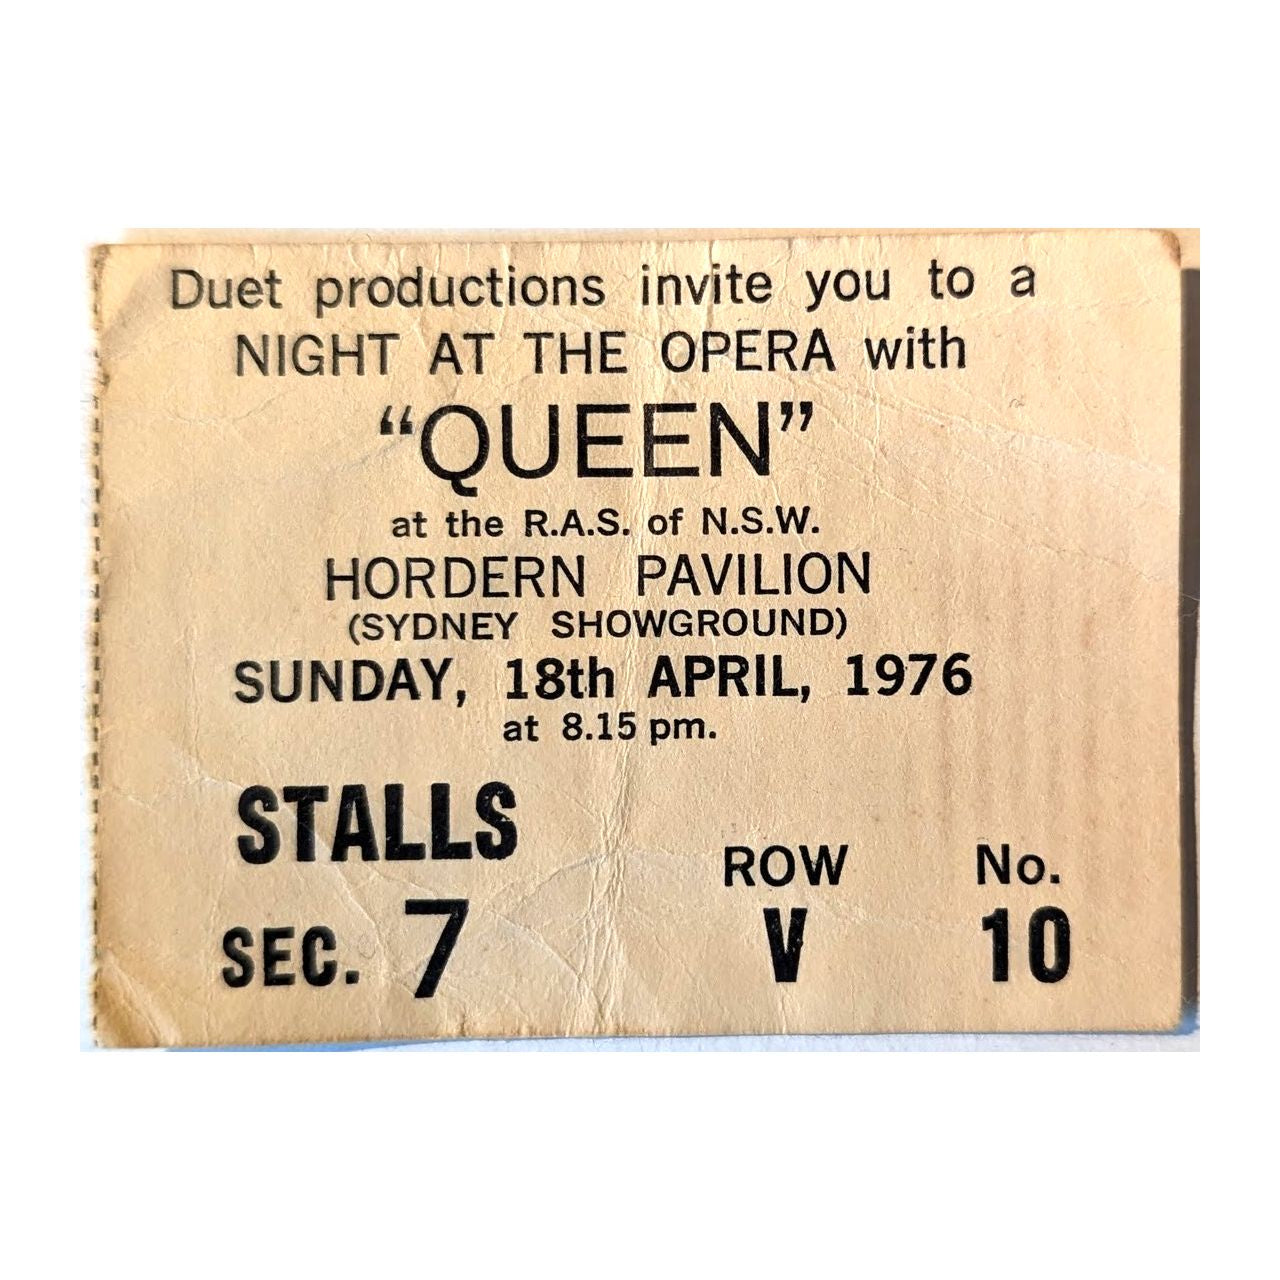 Duet productions invite you to a
NIGHT AT THE OPERA with
“QUEEN”
at the R.A.S. of N.S.W.
HORDERN PAVILION
(SYDNEY SHOWGROUND)
SUNDAY, 18th APRIL, 1976
at 8.15 pm.
STALLS
SEC. 7
ROW V
No. 10